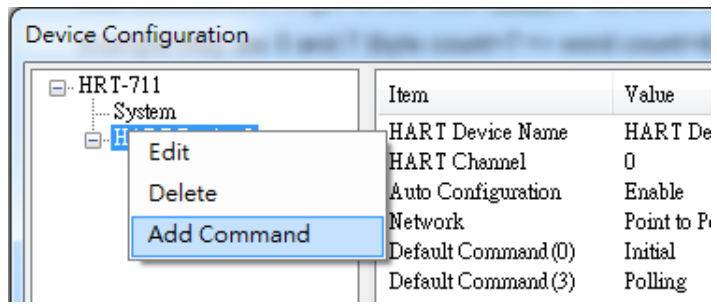 Device Configuration
HRT-711
System
Edit
Delete
Add Command
Item Value
HART Device Name HART De
HART Channel 0
Auto Configuration Enable
Network Point to P
Default Command(0) Initial
Default Command(3) Polling